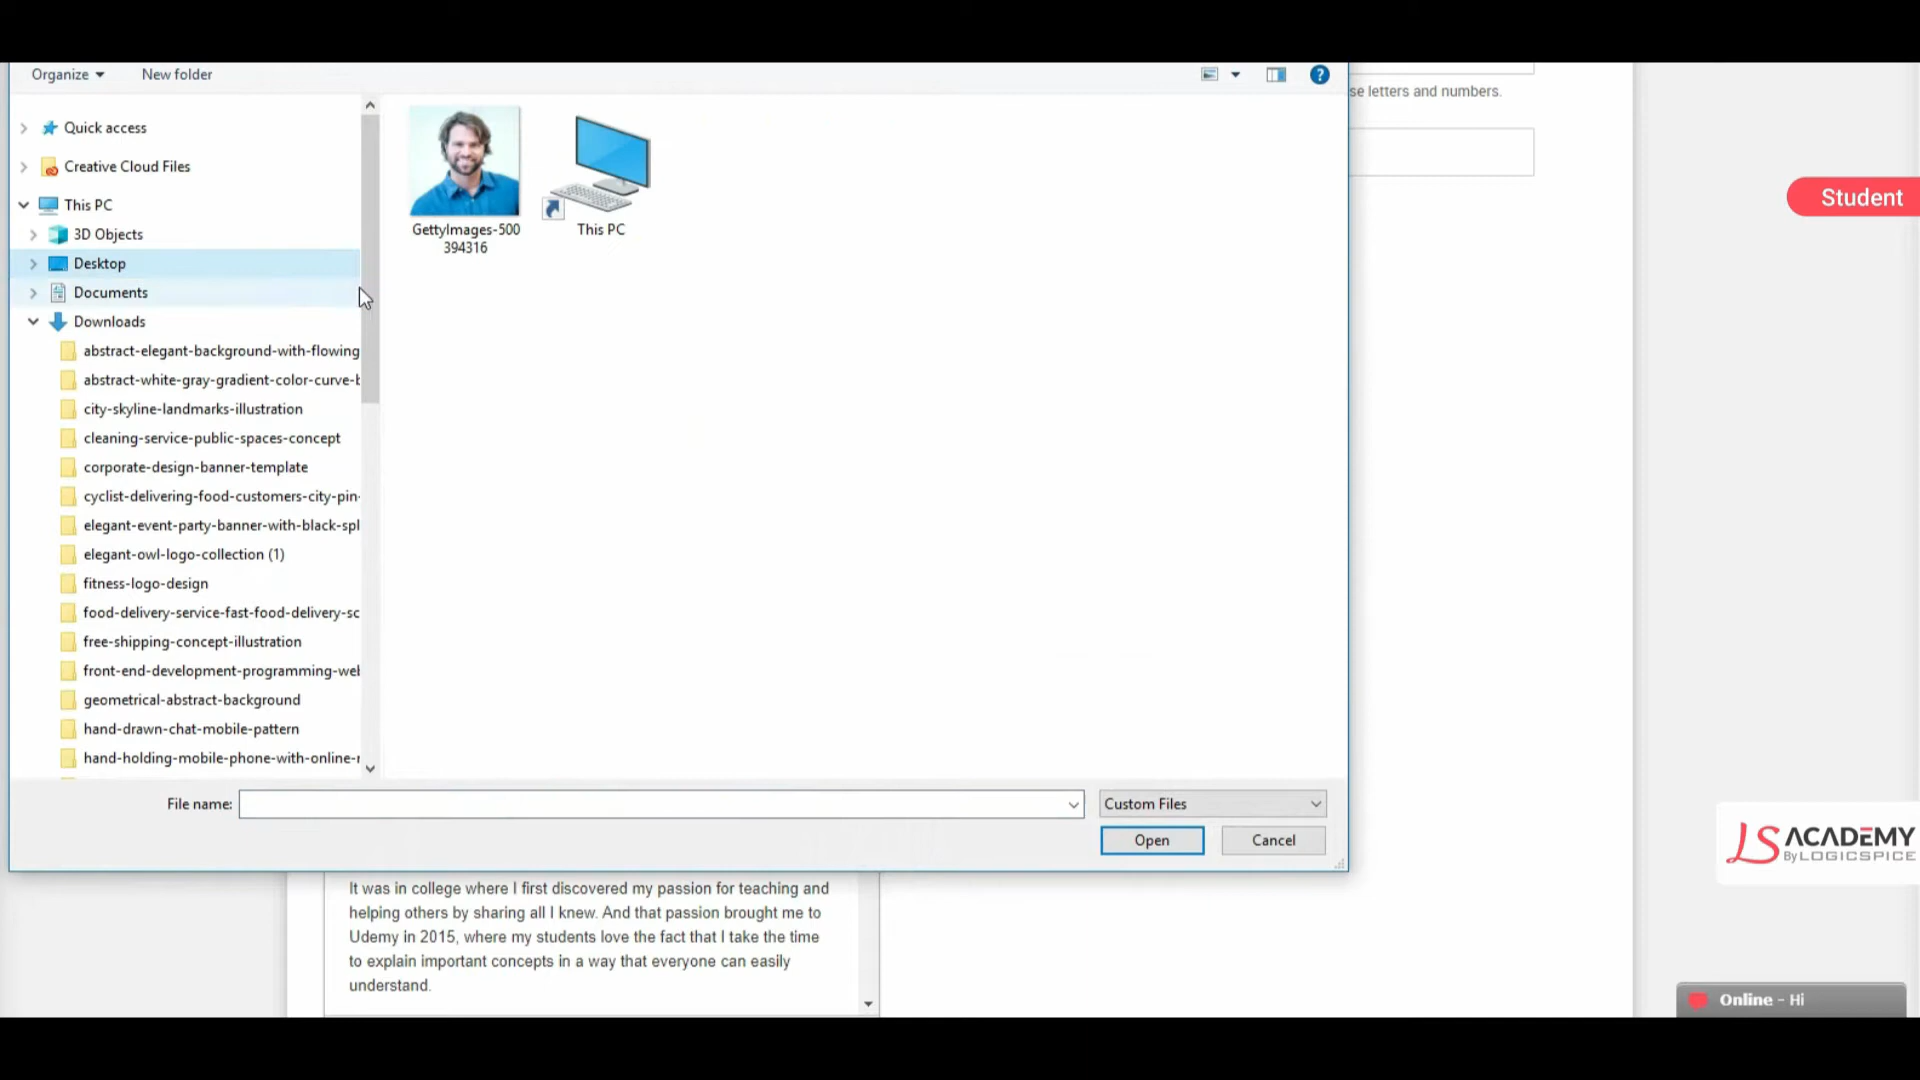 Organize
New folder
se letters and numbers.
Quick access
Creative Cloud Files
This PC
3D Objects
Desktop
Documents
Downloads
abstract-elegant-background-with-flowing
abstract-white-gray-gradient-color-curve-b
city-skyline-landmarks-illustration
cleaning-service-public-spaces-concept
corporate-design-banner-template
cyclist-delivering-food-customers-city-pin-
elegant-event-party-banner-with-black-spl
elegant-owl-logo-collection (1)
fitness-logo-design
food-delivery-service-fast-food-delivery-sc
free-shipping-concept-illustration
front-end-development-programming-wel
geometrical-abstract-background
hand-drawn-chat-mobile-pattern
hand-holding-mobile-phone-with-online-r
GettyImages-500
394316
This PC
Student
File name:
Custom Files
Open
Cancel
LS ACADEMY
By LOGICSPICE
It was in college where I first discovered my passion for teaching and
helping others by sharing all I knew. And that passion brought me to
Udemy in 2015, where my students love the fact that I take the time
to explain important concepts in a way that everyone can easily
understand.
Online - Hi